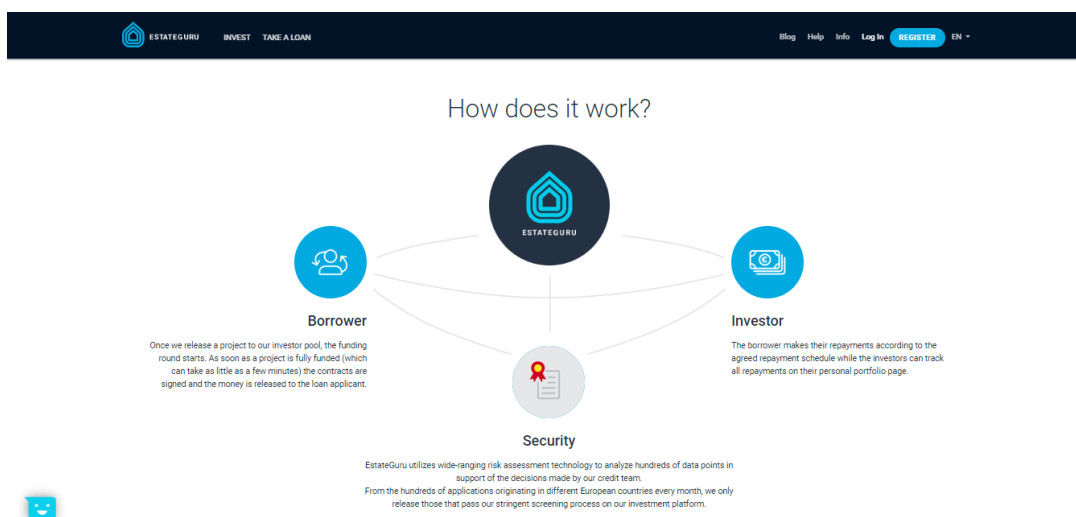 ESTATEGURU INVEST TAKE A LOAN Blog Help Info Log In REGISTER EN
How does it work?
ESTATEGURU
Borrower
Once we release a project to our investor pool, the funding
round starts. As soon as a project is fully funded (which
can take as little as a few minutes) the contracts are
signed and the money is released to the loan applicant.
Investor
The borrower makes their repayments according to the
agreed repayment schedule while the investors can track
all repayments on their personal portfolio page.
Security
EstateGuru utilizes wide-ranging risk assessment technology to analyze hundreds of data points in
support of the decisions made by our credit team.
From the hundreds of applications originating in different European countries every month, we only
release those that pass our stringent screening process on our investment platform.